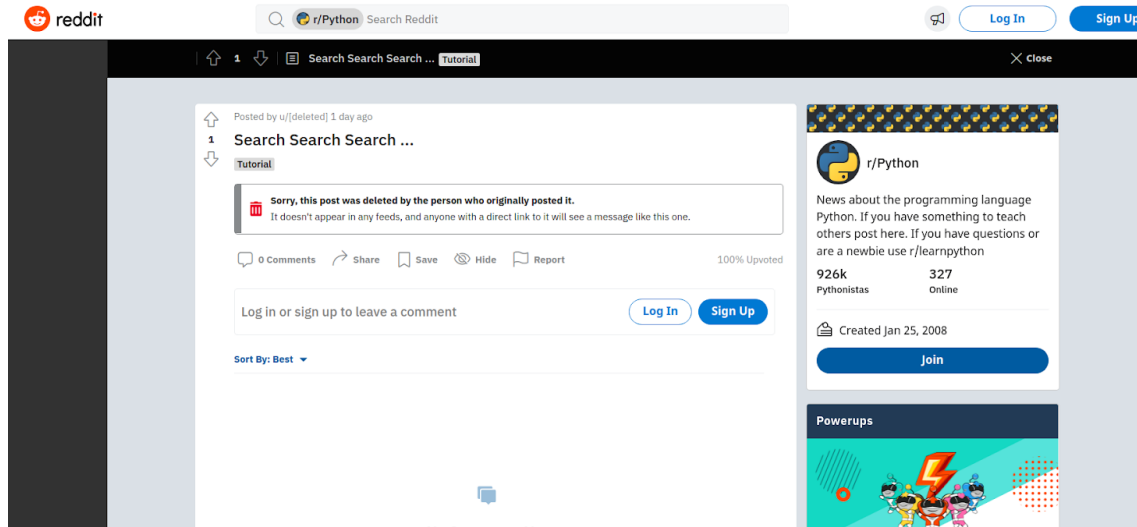 reddit
r/Python Search Reddit
Log In
Sign Up
1
Search Search Search ... Tutorial
Close
Posted by u/[deleted] 1 day ago
1
Search Search Search ...
Tutorial
Sorry, this post was deleted by the person who originally posted it.
It doesn't appear in any feeds, and anyone with a direct link to it will see a message like this one.
0 Comments Share Save Hide Report 100% Upvoted
Log in or sign up to leave a comment Log In Sign Up
Sort By: Best
r/Python
News about the programming language
Python. If you have something to teach
others post here. If you have questions or
are a newbie use r/learnpython
926k 327
Pythonistas Online
Created Jan 25, 2008
Join
Powerups